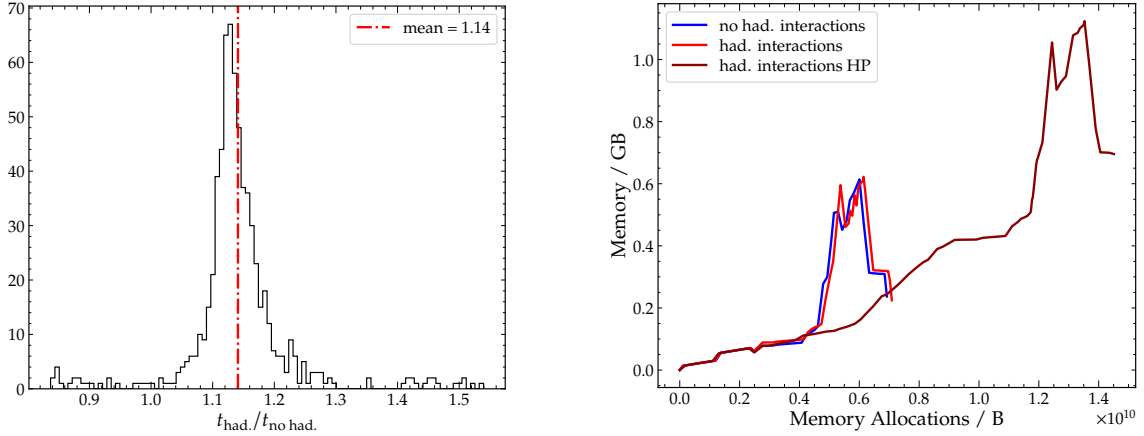 70
60
50
40
30
20
10
0
0.9 1.0 1.1 1.2 1.3 1.4 1.5
t_had./t_no had.
mean = 1.14
Memory / GB
1.0
0.8
0.6
0.4
0.2
0.0
0.0 0.2 0.4 0.6 0.8 1.0 1.2 1.4
×10¹⁰
Memory Allocations / B
no had. interactions
had. interactions
had. interactions HP